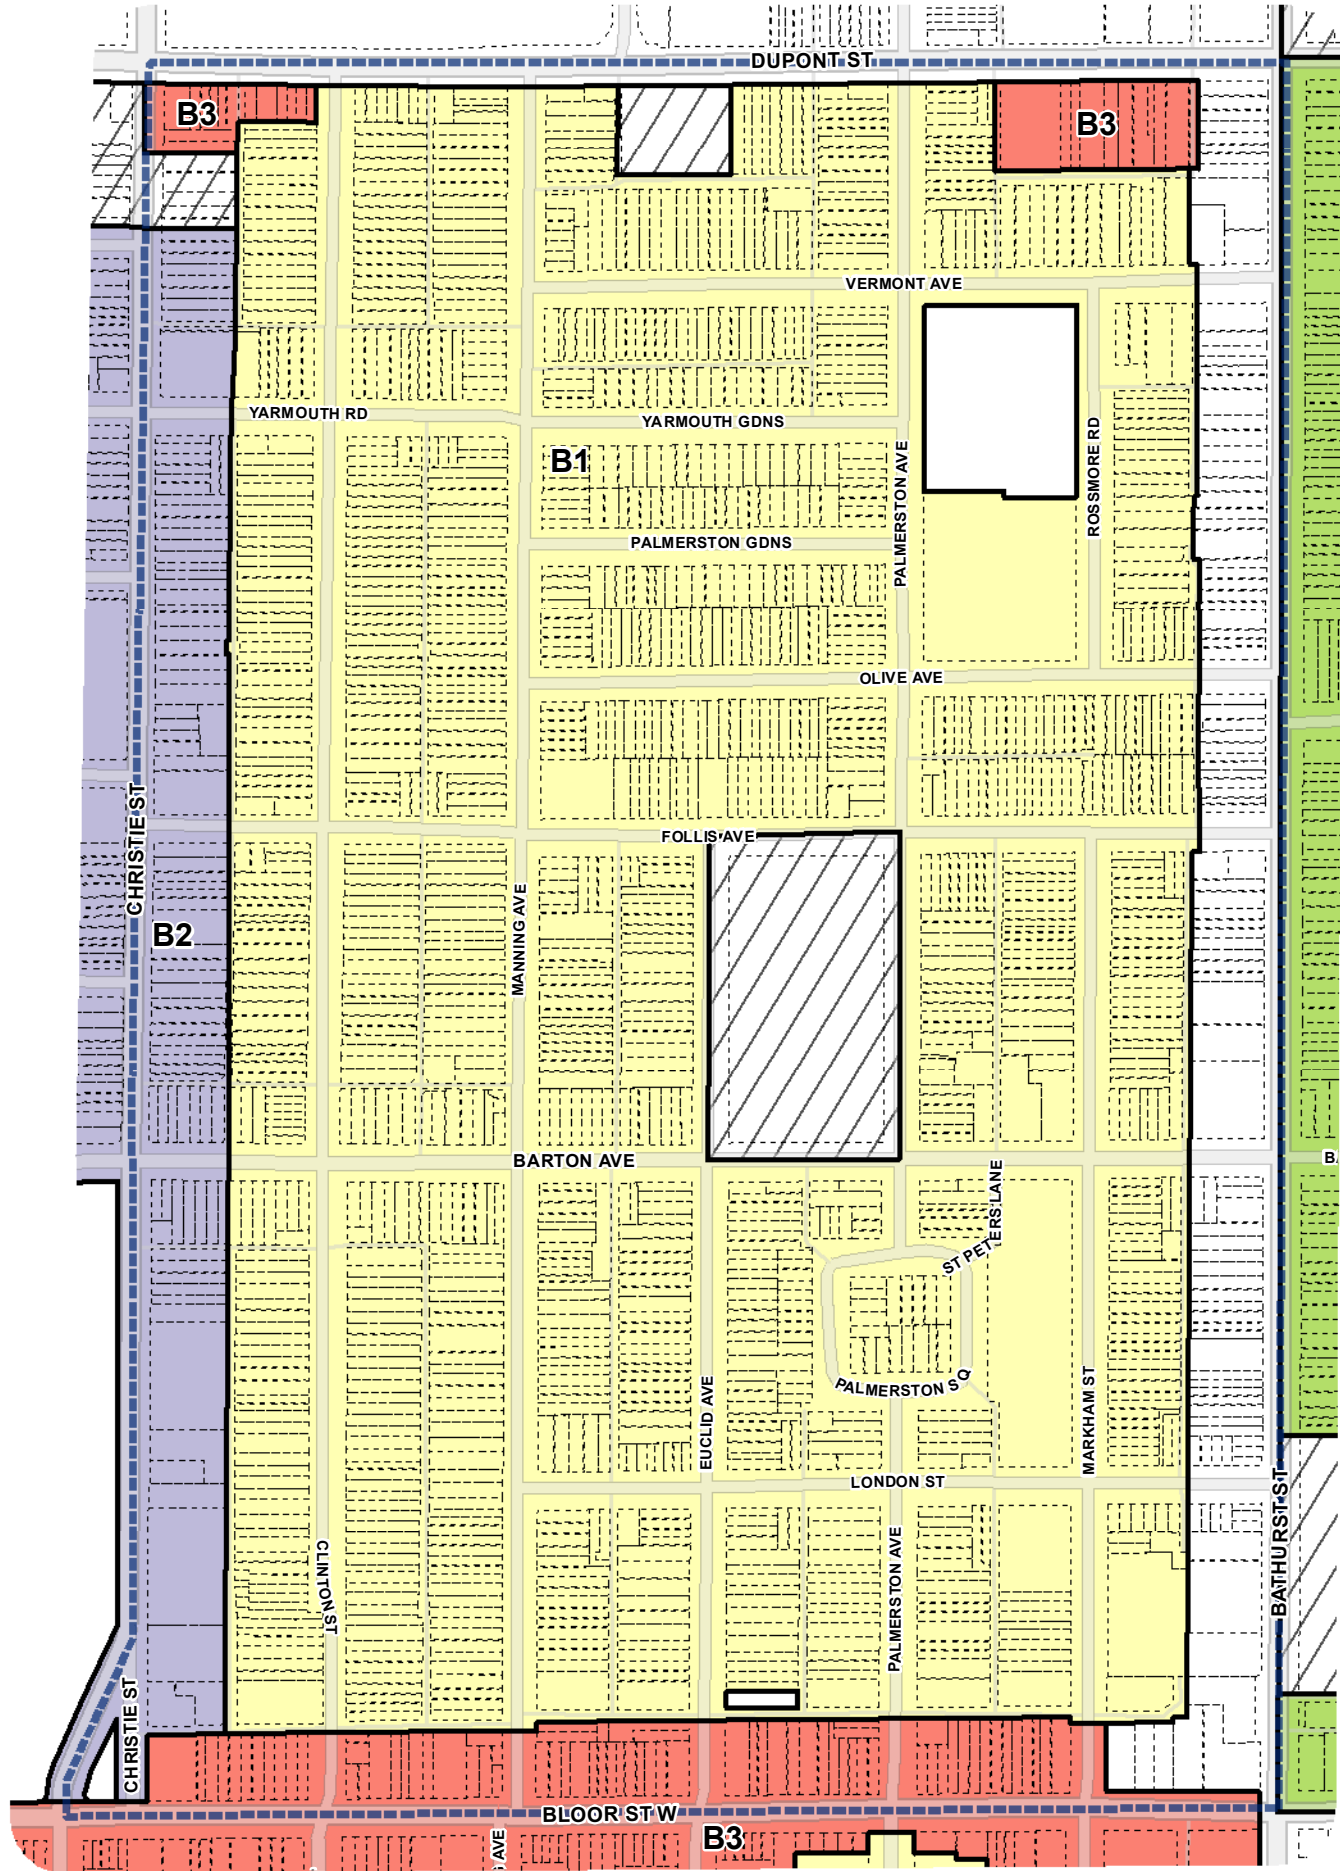 DUPONT ST
B3
B3
VERMONT AVE
YARMOUTH RD
YARMOUTH GDNS
B1
PALMERSTON AVE
ROSSMORE RD
PALMERSTON GDNS
OLIVE AVE
CHRISTIE ST
FOLLIS AVE
MANNING AVE
B2
BARTON AVE
BA
ST PETERS LANE
PALMERSTON SQ
EUCLID AVE
MARKHAM ST
LONDON ST
BATHURST ST
CLINTON ST
PALMERSTON AVE
CHRISTIE ST
BLOOR ST W
B3
AVE